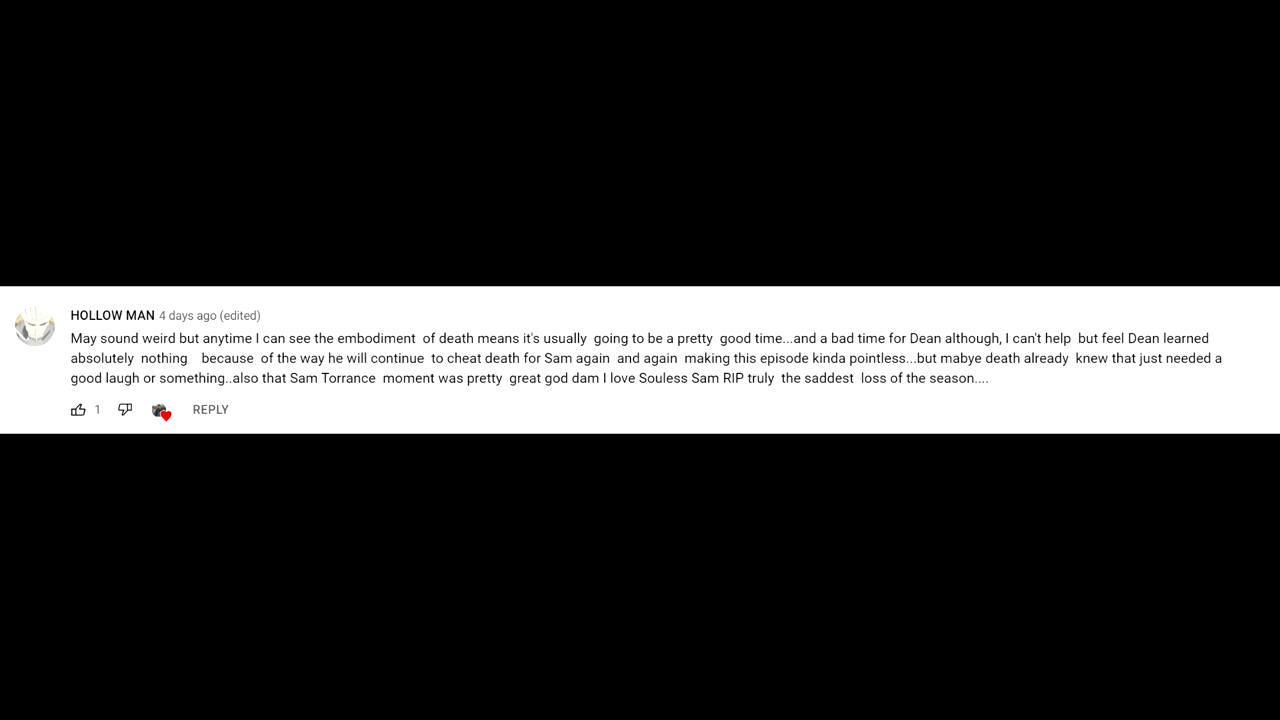 HOLLOW MAN 4 days ago (edited)
May sound weird but anytime I can see the embodiment of death means it's usually going to be a pretty good time...and a bad time for Dean although, I can't help but feel Dean learned
absolutely nothing because of the way he will continue to cheat death for Sam again and again making this episode kinda pointless...but mabye death already knew that just needed a
good laugh or something..also that Sam Torrance moment was pretty great god dam I love Souless Sam RIP truly the saddest loss of the season....
1 REPLY